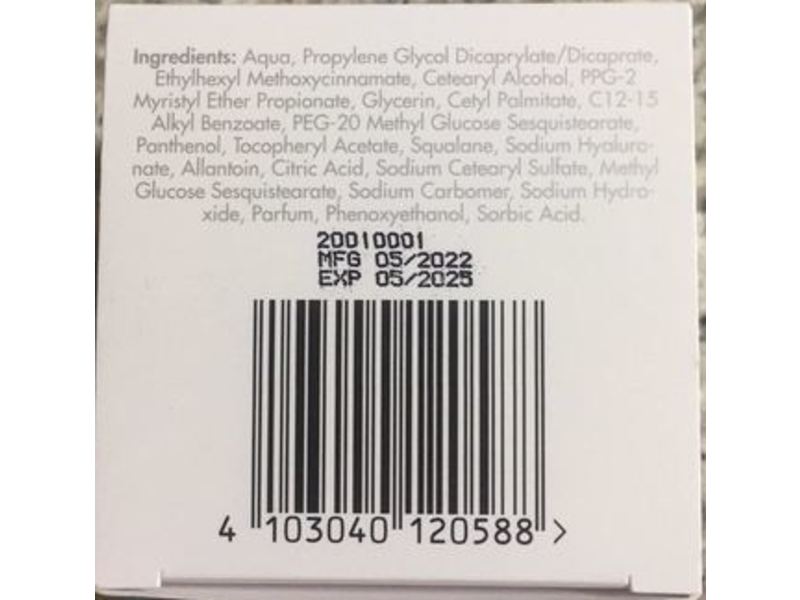 Ingredients: Aqua, Propylene Glycol Dicaprylate/Dicaprate,
Ethylhexyl Methoxycinnamate, Cetearyl Alcohol, PPG-2
Myristyl Ether Propionate, Glycerin, Cetyl Palmitate, C12-15
Alkyl Benzoate, PEG-20 Methyl Glucose Sesquistearate,
Panthenol, Tocopheryl Acetate, Squalane, Sodium Hyaluro-
nate, Allantoin, Citric Acid, Sodium Cetearyl Sulfate, Methyl
Glucose Sesquistearate, Sodium Carbomer, Sodium Hydro-
xide, Parfum, Phenoxyethanol, Sorbic Acid.
20010001
MFG 05/2022
EXP 05/2025
4 103040 120588 >